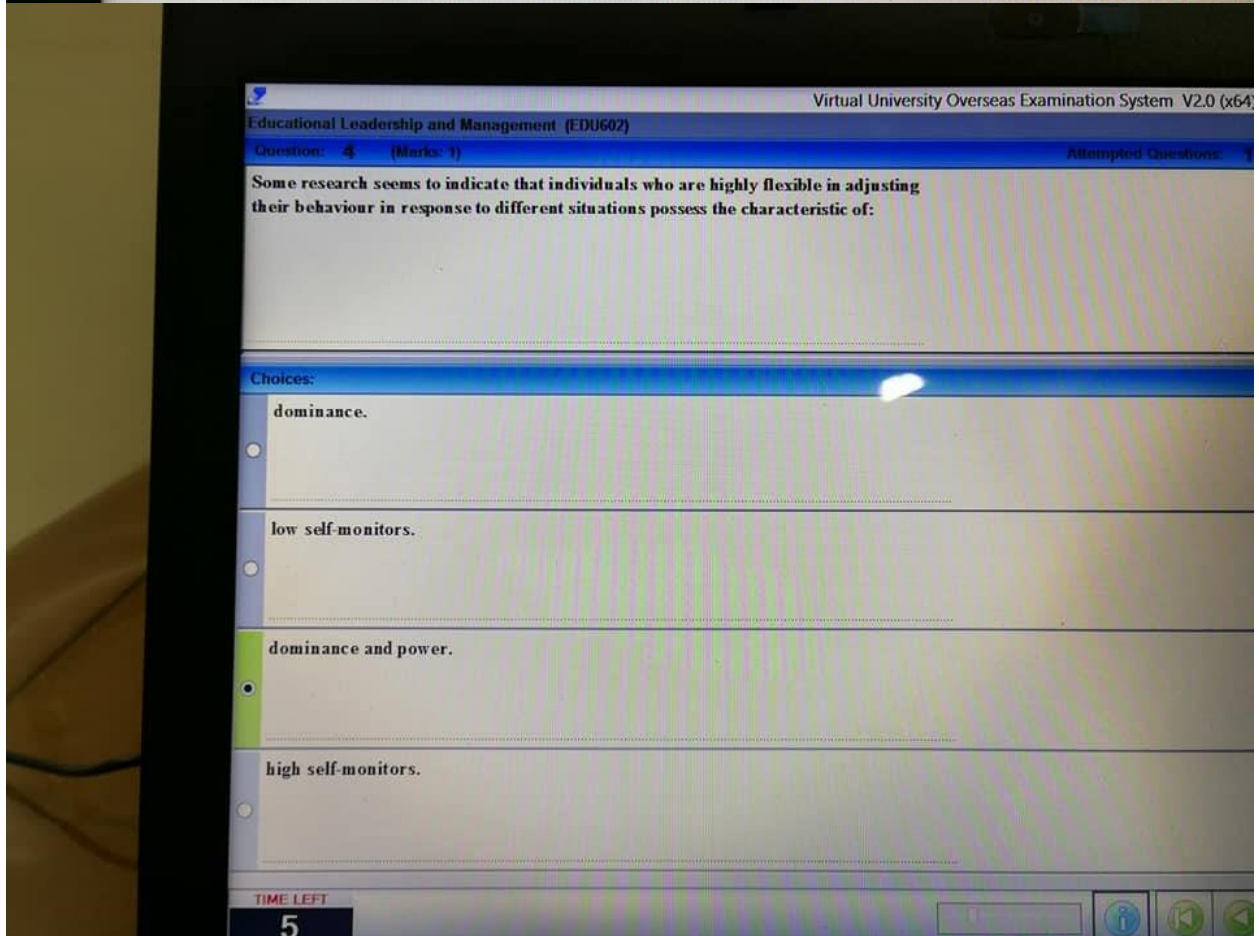 Virtual University Overseas Examination System V2.0 (x64)
Educational Leadership and Management (EDU602)
Question: 4 (Marks: 1) Attempted Questions: 1
Some research seems to indicate that individuals who are highly flexible in adjusting
their behaviour in response to different situations possess the characteristic of:
Choices:
dominance.
low self-monitors.
dominance and power.
high self-monitors.
TIME LEFT
5